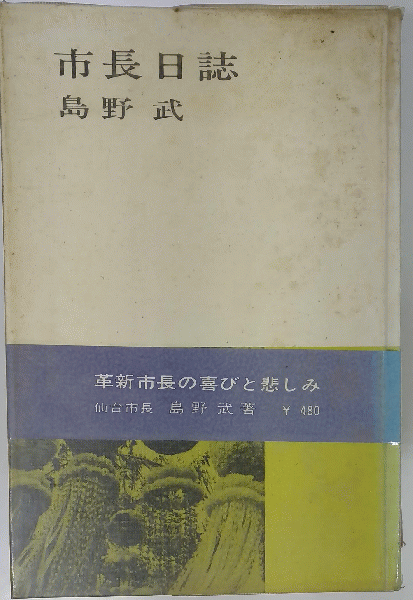 市長日誌
島野 武
革新市長の喜びと悲しみ
仙台市長 島野武著 ¥ 480